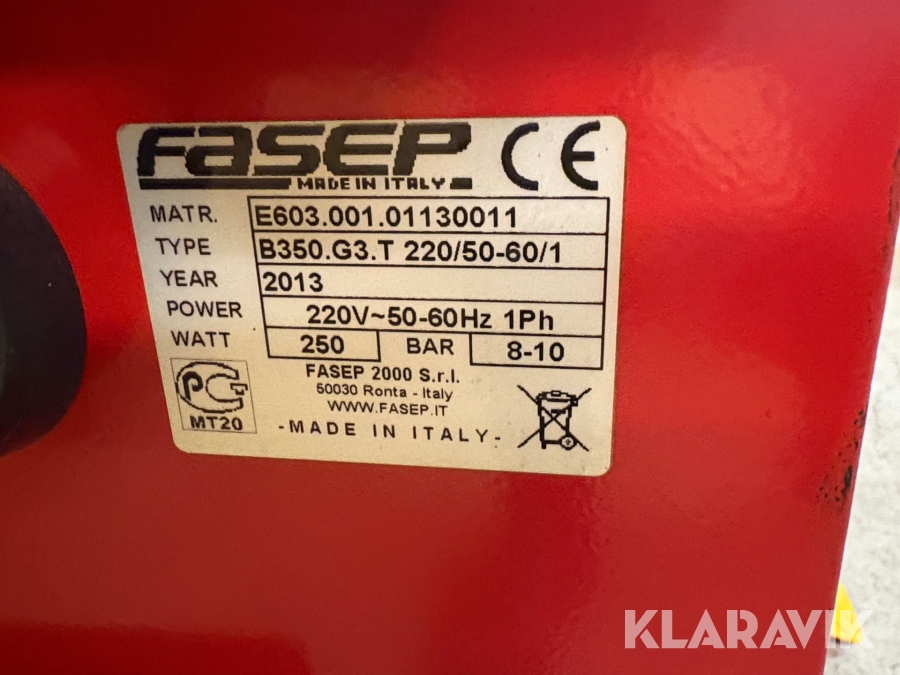 FASEP CE
MADE IN ITALY
MATR. E603.001.01130011
TYPE B350.G3.T 220/50-60/1
YEAR 2013
POWER 220V~50-60Hz 1Ph
WATT 250 BAR 8-10
FASEP 2000 S.r.l.
50030 Ronta - Italy
WWW.FASEP.IT
-MADE IN ITALY-
PG
MT20
KLARAVIK